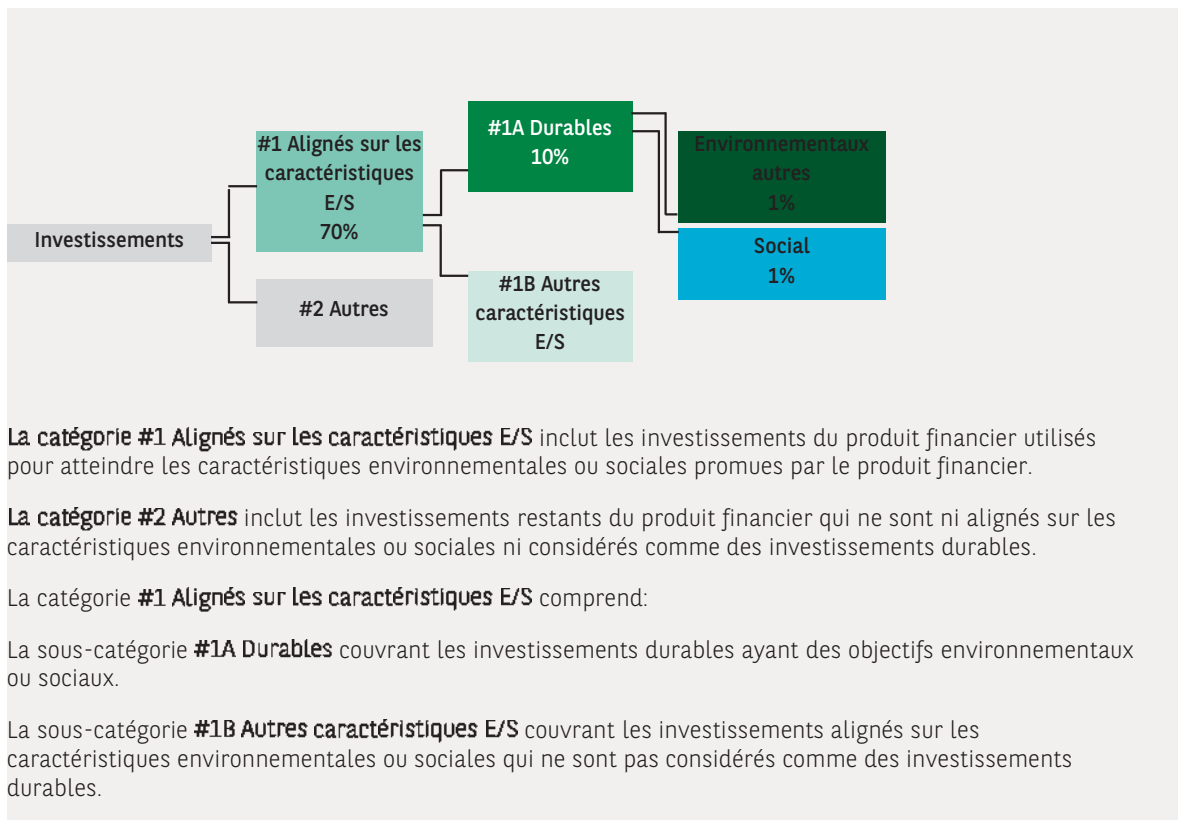 #1A Durables
10%
#1 Alignés sur les
caractéristiques
E/S
70%
Environnementaux
autres
1%
Investissements
Social
1%
#2 Autres
#1B Autres
caractéristiques
E/S
La catégorie #1 Alignés sur les caractéristiques E/S inclut les investissements du produit financier utilisés
pour atteindre les caractéristiques environnementales ou sociales promues par le produit financier.
La catégorie #2 Autres inclut les investissements restants du produit financier qui ne sont ni alignés sur les
caractéristiques environnementales ou sociales ni considérés comme des investissements durables.
La catégorie #1 Alignés sur les caractéristiques E/S comprend:
La sous-catégorie #1A Durables couvrant les investissements durables ayant des objectifs environnementaux
ou sociaux.
La sous-catégorie #1B Autres caractéristiques E/S couvrant les investissements alignés sur les
caractéristiques environnementales ou sociales qui ne sont pas considérés comme des investissements
durables.